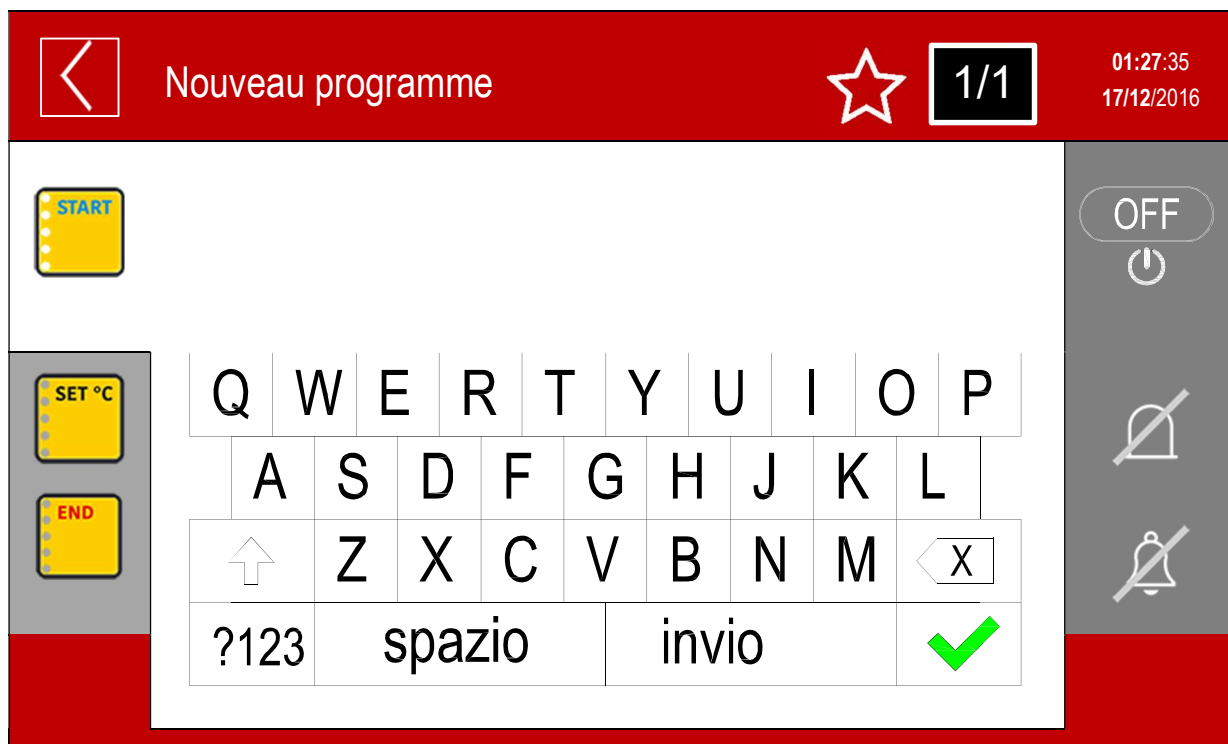 Nouveau programme
1/1
01:27:35
17/12/2016
START
OFF
SET °C
END
Q W E R T Y U I O P
A S D F G H J K L
Z X C V B N M X
?123 spazio invio